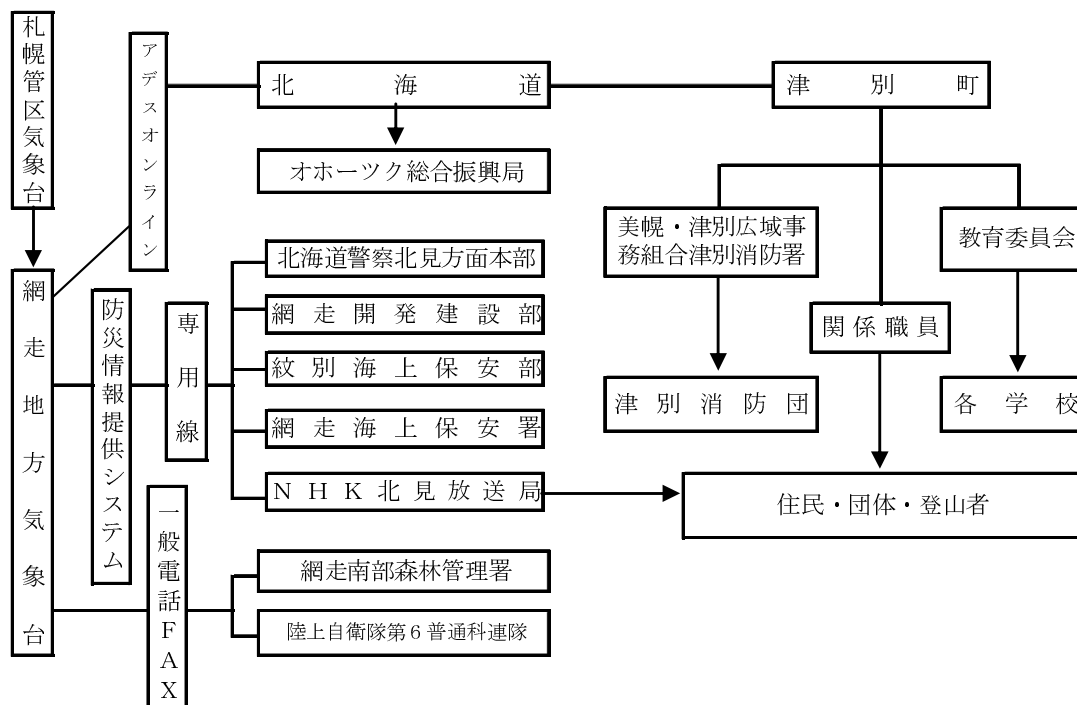 札幌管区気象台
アデスオンライン
北海道
津別町
オホーツク総合振興局
美幌・津別広域事
務組合津別消防署
教育委員会
網走地方気象台
防災情報提供システム
専用線
北海道警察北見方面本部
網走開発建設部
紋別海上保安部
網走海上保安署
NHK北見放送局
関係職員
津別消防団
各学校
住民・団体・登山者
一般電話FAX
網走南部森林管理署
陸上自衛隊第6普通科連隊